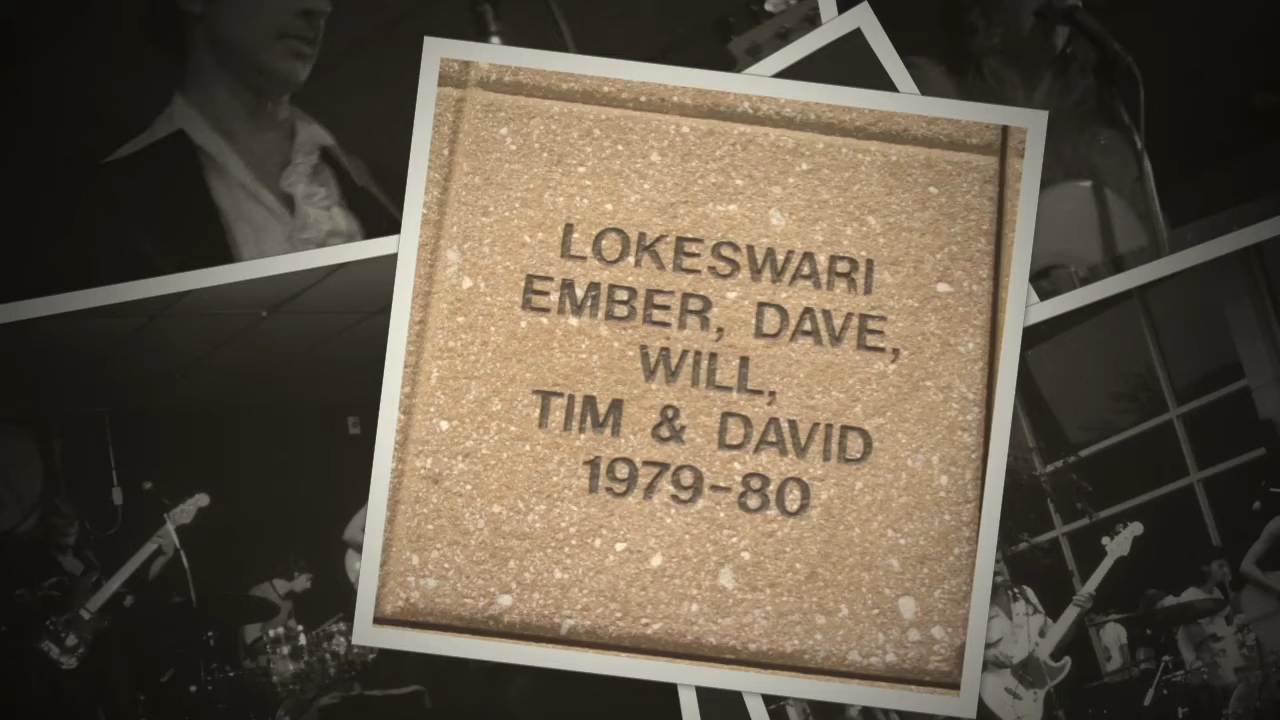 LOKESWARI
EMBER, DAVE,
WILL,
TIM & DAVID
1979-80